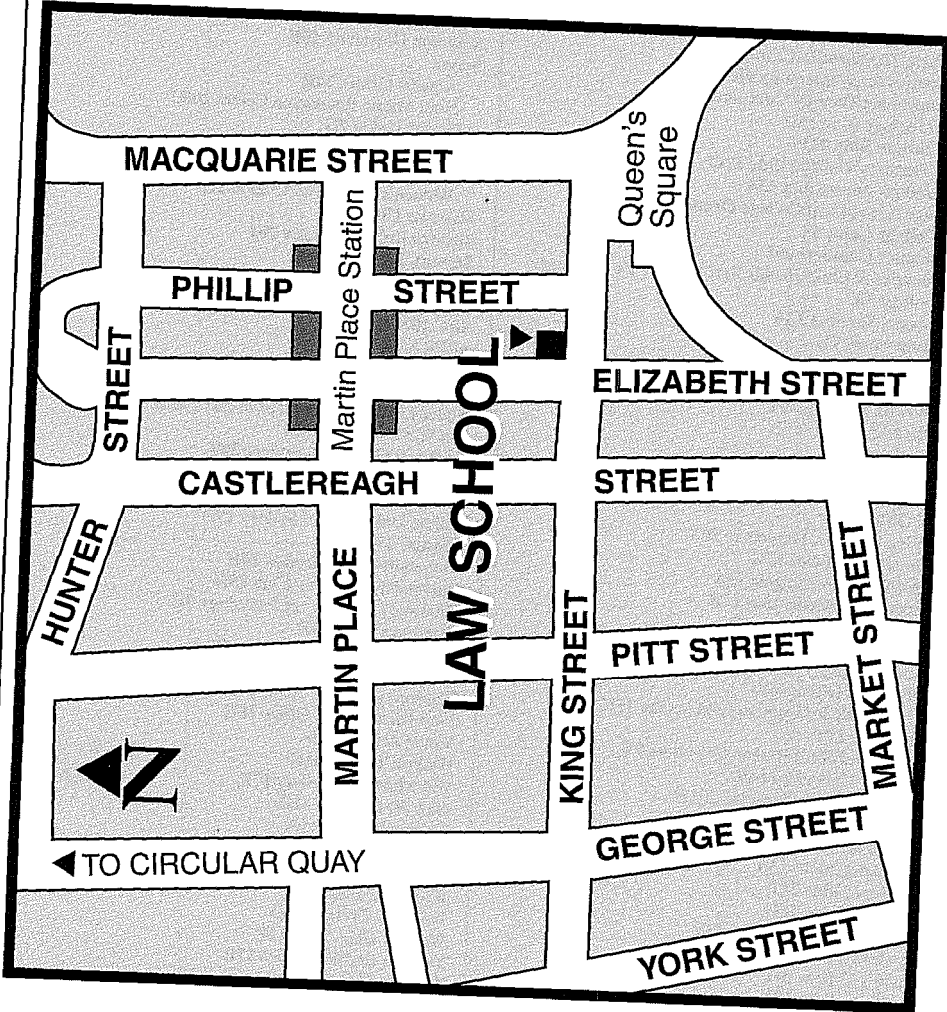 MACQUARIE STREET
Queen's
Square
Martin Place Station
PHILLIP STREET
STREET
ELIZABETH STREET
LAW SCHOOL
CASTLEREAGH STREET
HUNTER
MARTIN PLACE
KING STREET
PITT STREET
MARKET STREET
N
GEORGE STREET
TO CIRCULAR QUAY
YORK STREET